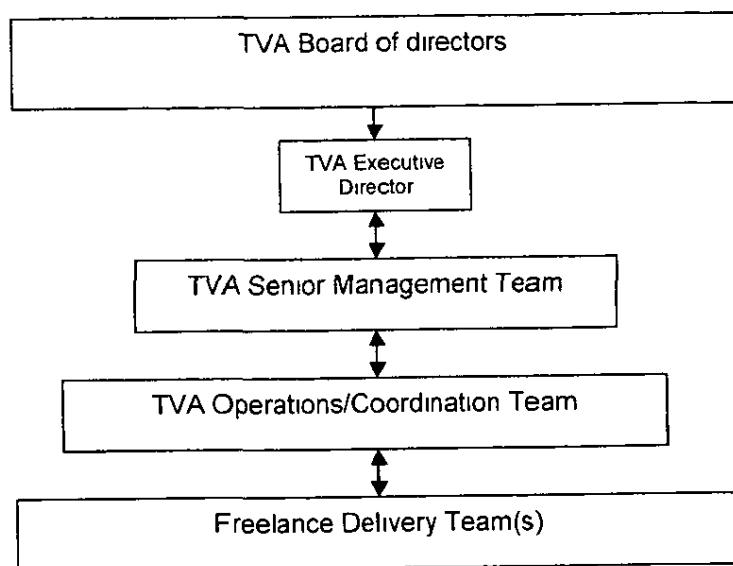 TVA Board of directors
TVA Executive
Director
TVA Senior Management Team
TVA Operations/Coordination Team
Freelance Delivery Team(s)